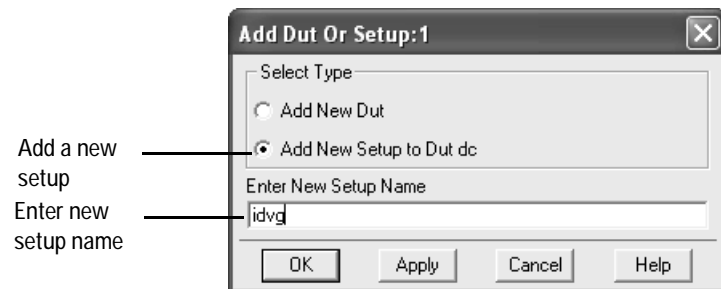 Add Dut Or Setup:1
Select Type
Add New Dut
Add a new
setup
Add New Setup to Dut dc
Enter New Setup Name
Enter new
setup name
idvg
OK Apply Cancel Help